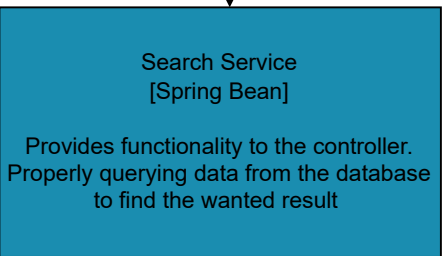 Search Service
[Spring Bean]
Provides functionality to the controller.
Properly querying data from the database
to find the wanted result